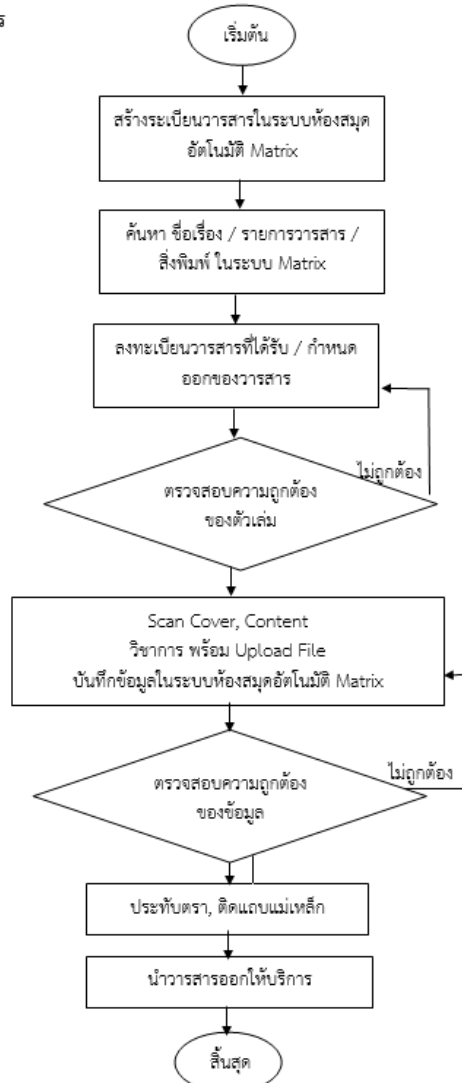 ร
เริ่มต้น
สร้างระเบียนวารสารในระบบห้องสมุด
อัตโนมัติ Matrix
ค้นหา ชื่อเรื่อง / รายการวารสาร /
สิ่งพิมพ์ ในระบบ Matrix
ลงทะเบียนวารสารที่ได้รับ / กำหนด
ออกของวารสาร
ไม่ถูกต้อง
ตรวจสอบความถูกต้อง
ของตัวเล่ม
Scan Cover, Content
วิชาการ พร้อม Upload File
บันทึกข้อมูลในระบบห้องสมุดอัตโนมัติ Matrix
ไม่ถูกต้อง
ตรวจสอบความถูกต้อง
ของข้อมูล
ประทับตรา, ติดแถบแม่เหล็ก
นำวารสารออกให้บริการ
สิ้นสุด